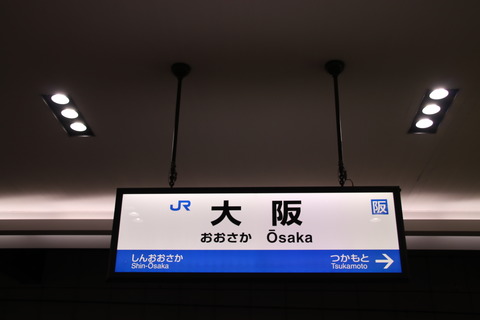 JR 大阪 阪
おおさか Ōsaka
しんおおさか つかもと →
Shin-Ōsaka Tsukamoto